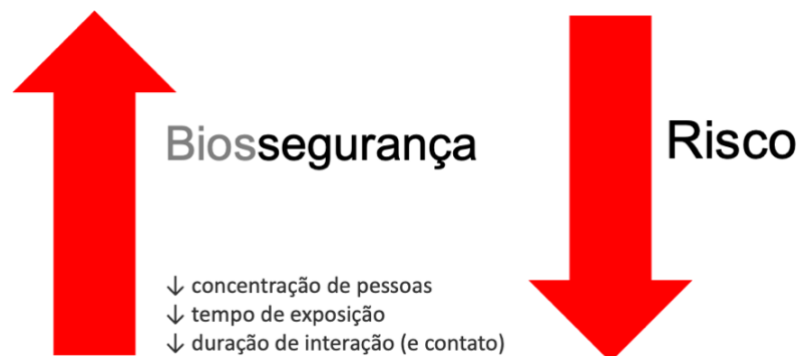 Biossegurança
Risco
↓ concentração de pessoas
↓ tempo de exposição
↓ duração de interação (e contato)